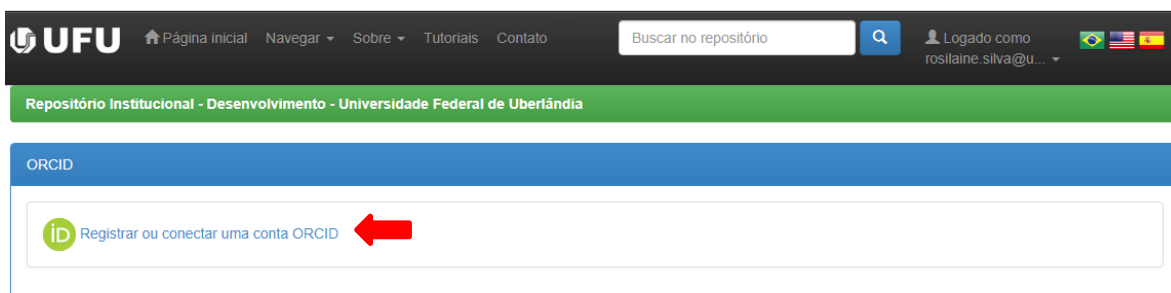 UFU Página inicial Navegar Sobre Tutoriais Contato Buscar no repositório Logado como
rosilaine.silva@u...
Repositório Institucional - Desenvolvimento - Universidade Federal de Uberlândia
ORCID
iD Registrar ou conectar uma conta ORCID